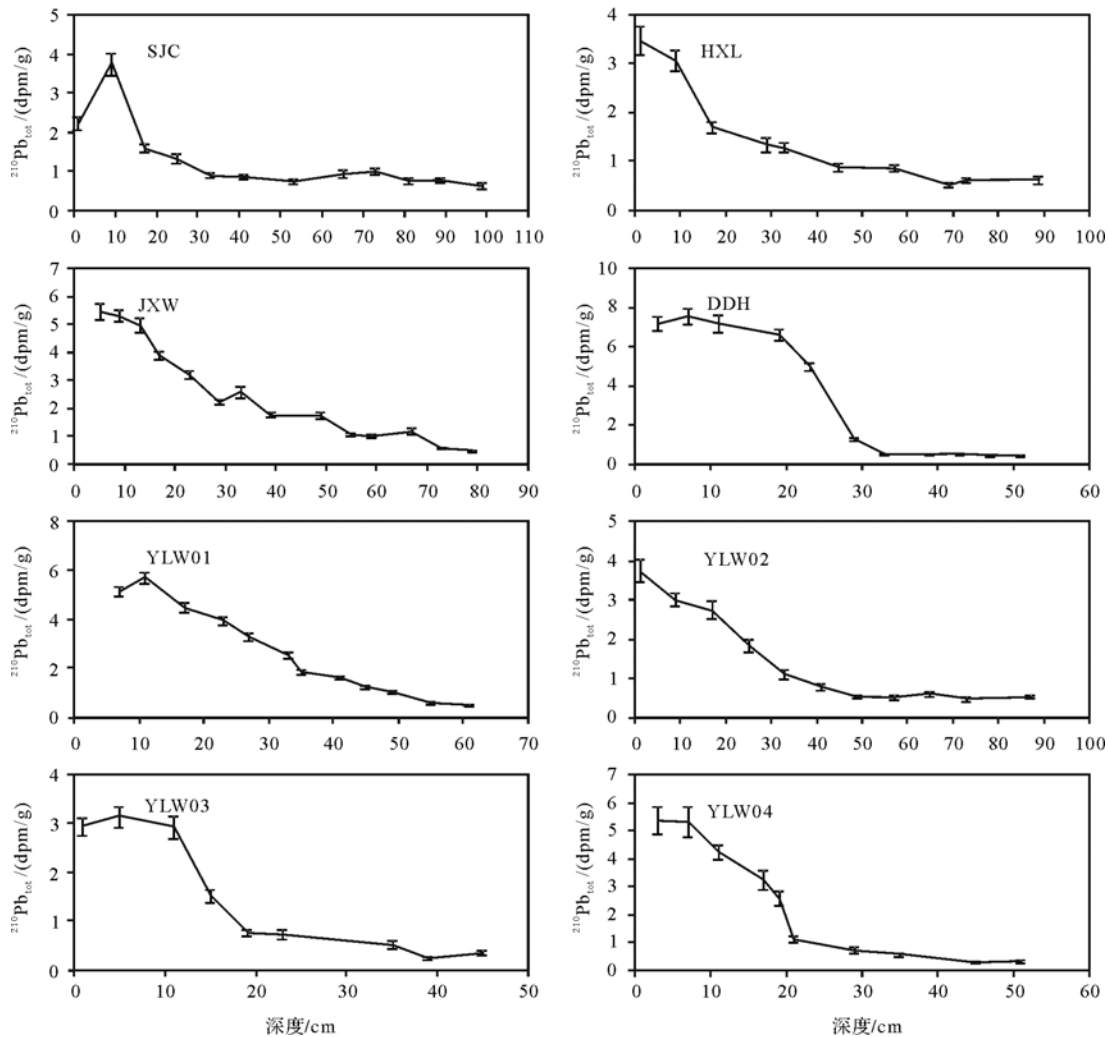 5
4
3
2
1
0
²¹⁰Pbtot /(dpm/g)
SJC
0 10 20 30 40 50 60 70 80 90 100 110
4
3
2
1
0
²¹⁰Pbtot /(dpm/g)
HXL
0 10 20 30 40 50 60 70 80 90 100
7
6
5
4
3
2
1
0
²¹⁰Pbtot /(dpm/g)
JXW
0 10 20 30 40 50 60 70 80 90
10
8
6
4
2
0
²¹⁰Pbtot /(dpm/g)
DDH
0 10 20 30 40 50 60
8
6
4
2
0
²¹⁰Pbtot /(dpm/g)
YLW01
0 10 20 30 40 50 60 70
5
4
3
2
1
0
²¹⁰Pbtot /(dpm/g)
YLW02
0 10 20 30 40 50 60 70 80 90 100
4
3
2
1
0
²¹⁰Pbtot /(dpm/g)
YLW03
0 10 20 30 40 50
深度/cm
7
6
5
4
3
2
1
0
²¹⁰Pbtot /(dpm/g)
YLW04
0 10 20 30 40 50 60
深度/cm